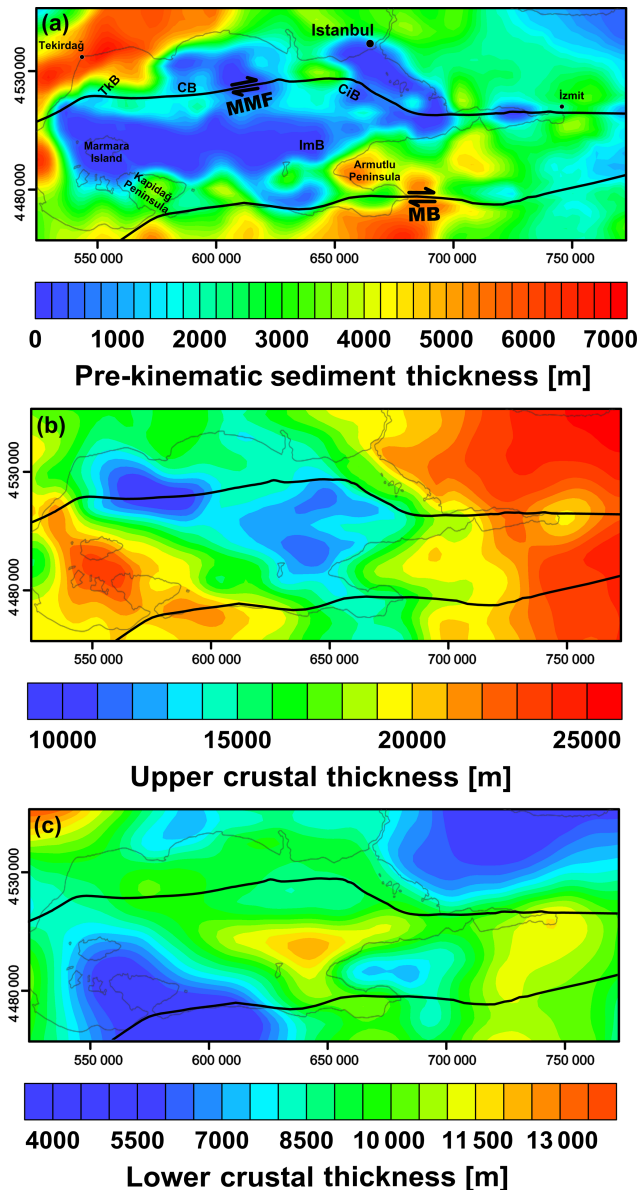 (a)
Istanbul
Tekirdağ
TkB
CB
MMF
CiB
İzmit
Marmara
Island
Kapidağ
Peninsula
ImB
Armutlu
Peninsula
MB
4 530 000
4 480 000
550 000 600 000 650 000 700 000 750 000
0 1000 2000 3000 4000 5000 6000 7000
Pre-kinematic sediment thickness [m]
(b)
4 530 000
4 480 000
550 000 600 000 650 000 700 000 750 000
10000 15000 20000 25000
Upper crustal thickness [m]
(c)
4 530 000
4 480 000
550 000 600 000 650 000 700 000 750 000
4000 5500 7000 8500 10 000 11 500 13 000
Lower crustal thickness [m]